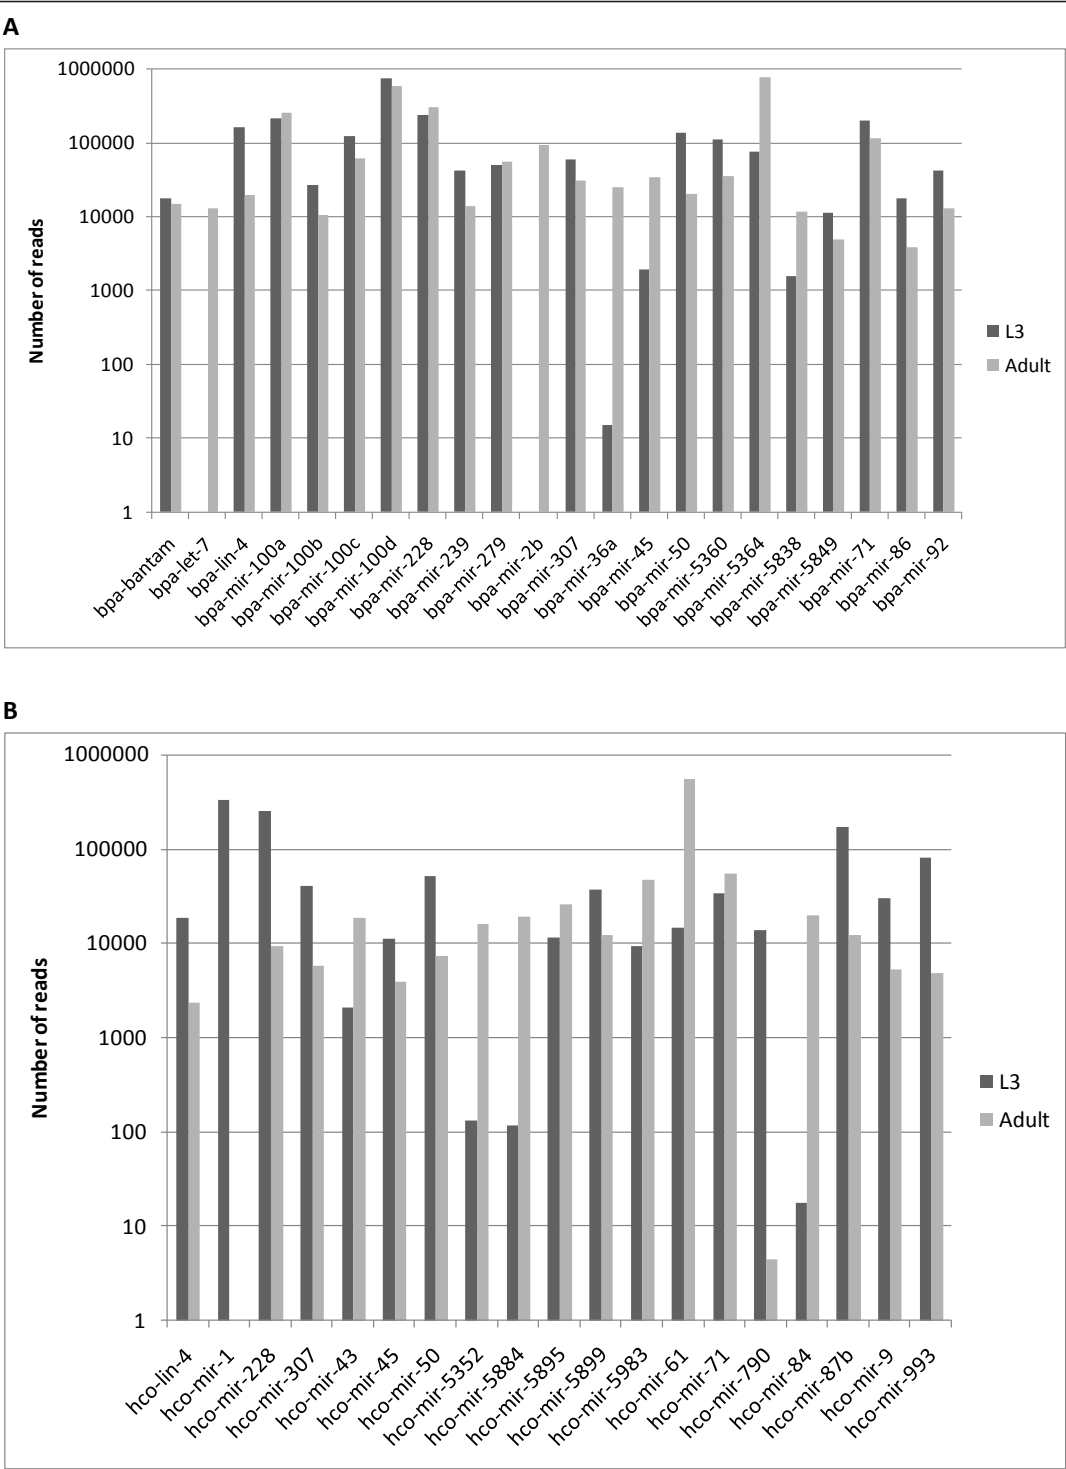 A
1000000
100000
10000
1000
100
10
1
Number of reads
L3
Adult
bpa-bantam
bpa-let-7
bpa-lin-4
bpa-mir-100a
bpa-mir-100b
bpa-mir-100c
bpa-mir-100d
bpa-mir-228
bpa-mir-239
bpa-mir-279
bpa-mir-2b
bpa-mir-307
bpa-mir-36a
bpa-mir-45
bpa-mir-50
bpa-mir-5360
bpa-mir-5364
bpa-mir-5838
bpa-mir-5849
bpa-mir-71
bpa-mir-86
bpa-mir-92
B
1000000
100000
10000
1000
100
10
1
Number of reads
L3
Adult
hco-lin-4
hco-mir-1
hco-mir-228
hco-mir-307
hco-mir-43
hco-mir-45
hco-mir-50
hco-mir-5352
hco-mir-5884
hco-mir-5895
hco-mir-5899
hco-mir-5983
hco-mir-61
hco-mir-71
hco-mir-790
hco-mir-84
hco-mir-87b
hco-mir-9
hco-mir-993